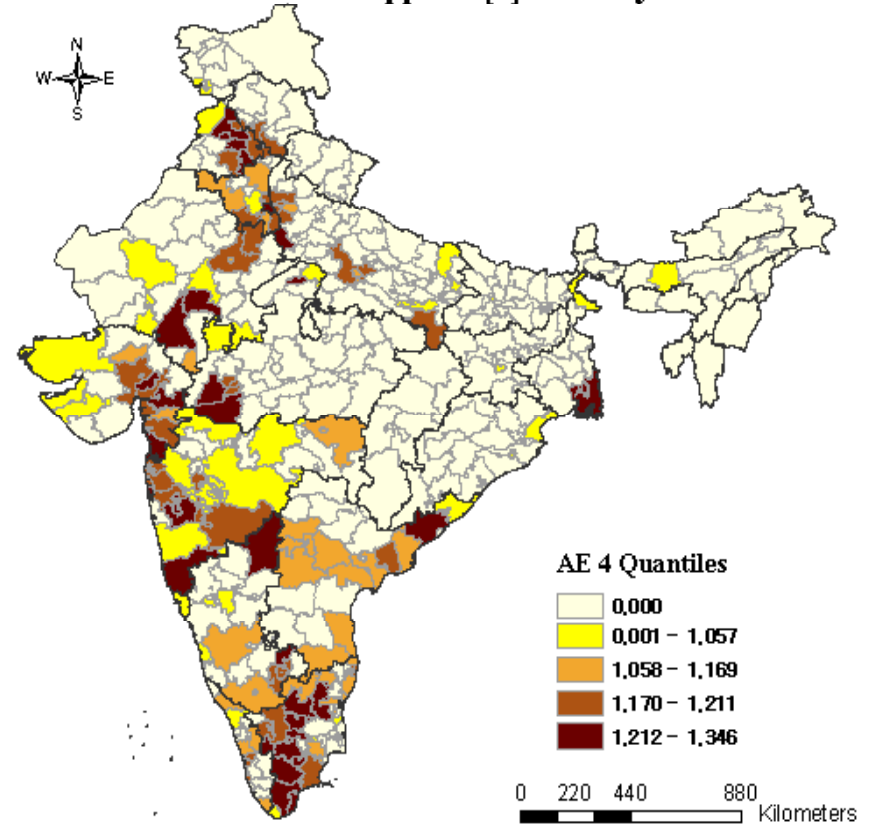 N
W E
S
AE 4 Quantiles
0,000
0,001 - 1,057
1,058 - 1,169
1,170 - 1,211
1,212 - 1,346
0 220 440 880
Kilometers